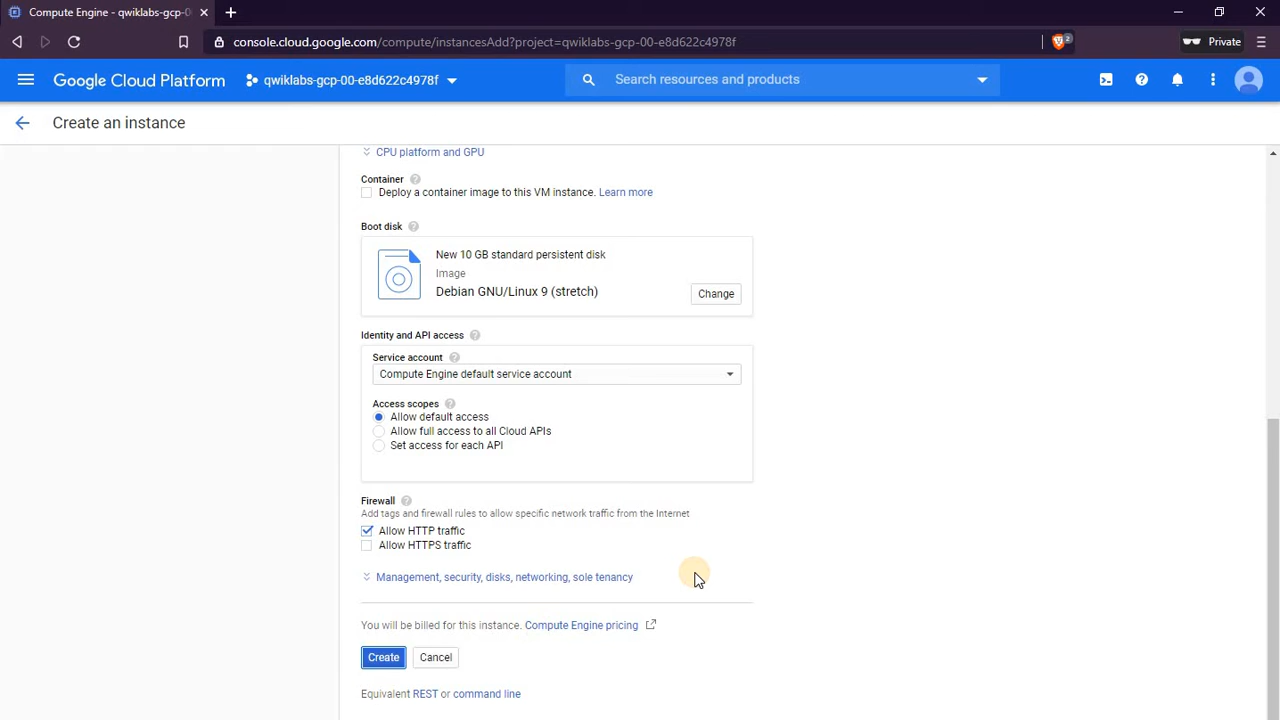 Compute Engine - qwiklabs-gcp-0
console.cloud.google.com/compute/instancesAdd?project=qwiklabs-gcp-00-e8d622c4978f
2
Private
Google Cloud Platform
qwiklabs-gcp-00-e8d622c4978f
Search resources and products
Create an instance
CPU platform and GPU
Container
Deploy a container image to this VM instance. Learn more
Boot disk
New 10 GB standard persistent disk
Image
Debian GNU/Linux 9 (stretch)
Change
Identity and API access
Service account
Compute Engine default service account
Access scopes
Allow default access
Allow full access to all Cloud APIs
Set access for each API
Firewall
Add tags and firewall rules to allow specific network traffic from the Internet
Allow HTTP traffic
Allow HTTPS traffic
Management, security, disks, networking, sole tenancy
You will be billed for this instance. Compute Engine pricing
Create
Cancel
Equivalent REST or command line